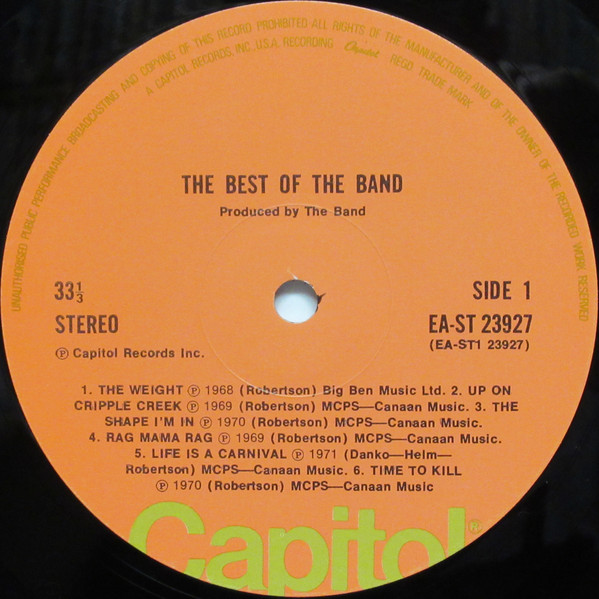 UNAUTHORISED PUBLIC PERFORMANCE BROADCASTING AND COPYING OF THIS RECORD PROHIBITED·ALL RIGHTS OF THE MANUFACTURER AND OF THE OWNER OF THE RECORDED WORK RESERVED
A CAPITOL RECORDS, INC., U.S.A. RECORDING Capitol REGD. TRADE MARK
THE BEST OF THE BAND
Produced by The Band
33⅓
SIDE 1
STEREO
EA-ST 23927
(EA-ST1 23927)
℗ Capitol Records Inc.
1. THE WEIGHT ℗ 1968 (Robertson) Big Ben Music Ltd. 2. UP ON
CRIPPLE CREEK ℗ 1969 (Robertson) MCPS—Canaan Music. 3. THE
SHAPE I'M IN ℗ 1970 (Robertson) MCPS—Canaan Music.
4. RAG MAMA RAG ℗ 1969 (Robertson) MCPS—Canaan Music.
5. LIFE IS A CARNIVAL ℗ 1971 (Danko—Helm—
Robertson) MCPS—Canaan Music. 6. TIME TO KILL
℗ 1970 (Robertson) MCPS—Canaan Music
Capitol®